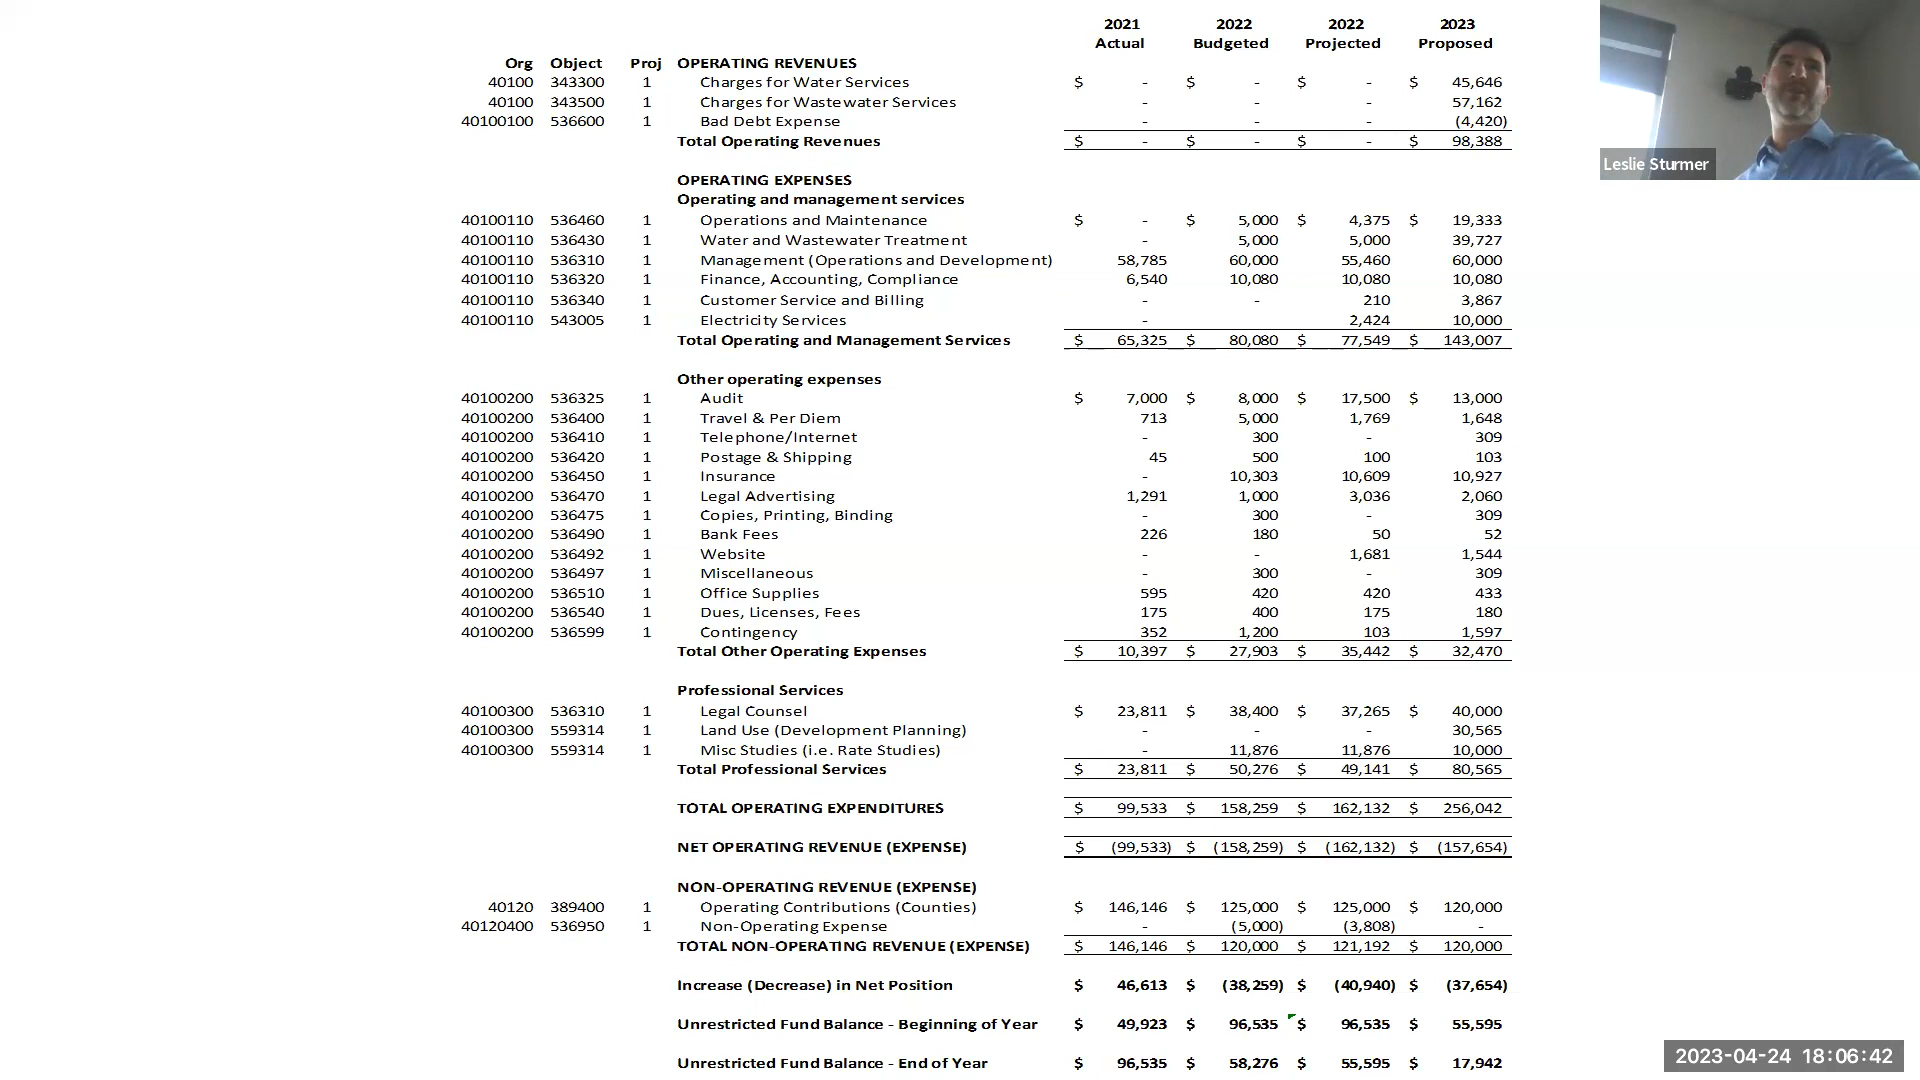 2021 2022 2022 2023
Actual Budgeted Projected Proposed
Org Object Proj OPERATING REVENUES
40100 343300 1 Charges for Water Services $ - $ - $ - $ 45,646
40100 343500 1 Charges for Wastewater Services - - - 57,162
40100100 536600 1 Bad Debt Expense - - - (4,420)
Total Operating Revenues $ - $ - $ - $ 98,388
OPERATING EXPENSES
Operating and management services
40100110 536460 1 Operations and Maintenance $ - $ 5,000 $ 4,375 $ 19,333
40100110 536430 1 Water and Wastewater Treatment - 5,000 5,000 39,727
40100110 536310 1 Management (Operations and Development) 58,785 60,000 55,460 60,000
40100110 536320 1 Finance, Accounting, Compliance 6,540 10,080 10,080 10,080
40100110 536340 1 Customer Service and Billing - - 210 3,867
40100110 543005 1 Electricity Services - 2,424 10,000
Total Operating and Management Services $ 65,325 $ 80,080 $ 77,549 $ 143,007
Other operating expenses
40100200 536325 1 Audit $ 7,000 $ 8,000 $ 17,500 $ 13,000
40100200 536400 1 Travel & Per Diem 713 5,000 1,769 1,648
40100200 536410 1 Telephone/Internet - 300 - 309
40100200 536420 1 Postage & Shipping 45 500 100 103
40100200 536450 1 Insurance - 10,303 10,609 10,927
40100200 536470 1 Legal Advertising 1,291 1,000 3,036 2,060
40100200 536475 1 Copies, Printing, Binding - 300 - 309
40100200 536490 1 Bank Fees 226 180 50 52
40100200 536492 1 Website - - 1,681 1,544
40100200 536497 1 Miscellaneous - 300 - 309
40100200 536510 1 Office Supplies 595 420 420 433
40100200 536540 1 Dues, Licenses, Fees 175 400 175 180
40100200 536599 1 Contingency 352 1,200 103 1,597
Total Other Operating Expenses $ 10,397 $ 27,903 $ 35,442 $ 32,470
Professional Services
40100300 536310 1 Legal Counsel $ 23,811 $ 38,400 $ 37,265 $ 40,000
40100300 559314 1 Land Use (Development Planning) - - - 30,565
40100300 559314 1 Misc Studies (i.e. Rate Studies) - 11,876 11,876 10,000
Total Professional Services $ 23,811 $ 50,276 $ 49,141 $ 80,565
TOTAL OPERATING EXPENDITURES $ 99,533 $ 158,259 $ 162,132 $ 256,042
NET OPERATING REVENUE (EXPENSE) $ (99,533) $ (158,259) $ (162,132) $ (157,654)
NON-OPERATING REVENUE (EXPENSE)
40120 389400 1 Operating Contributions (Counties) $ 146,146 $ 125,000 $ 125,000 $ 120,000
40120400 536950 1 Non-Operating Expense - (5,000) (3,808) -
TOTAL NON-OPERATING REVENUE (EXPENSE) $ 146,146 $ 120,000 $ 121,192 $ 120,000
Increase (Decrease) in Net Position $ 46,613 $ (38,259) $ (40,940) $ (37,654)
Unrestricted Fund Balance - Beginning of Year $ 49,923 $ 96,535 $ 96,535 $ 55,595
Unrestricted Fund Balance - End of Year $ 96,535 $ 58,276 $ 55,595 $ 17,942
Leslie Sturmer
2023-04-24 18:06:42